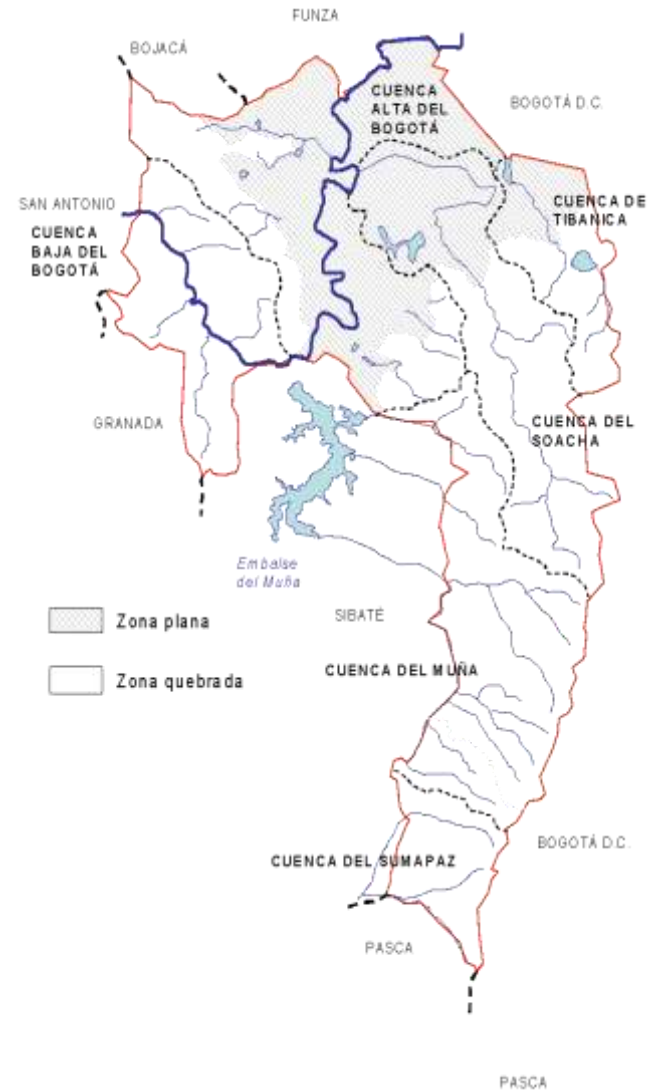 FUNZA
BOJACÁ
CUENCA
ALTA DEL
BOGOTÁ
BOGOTÁ D.C.
SAN ANTONIO
CUENCA DE
TIBANICA
CUENCA
BAJA DEL
BOGOTÁ
GRANADA
CUENCA DEL
SOACHA
Embalse
del Muña
SIBATÉ
Zona plana
CUENCA DEL MUÑA
Zona quebrada
BOGOTÁ D.C.
CUENCA DEL SUMAPAZ
PASCA
PASCA